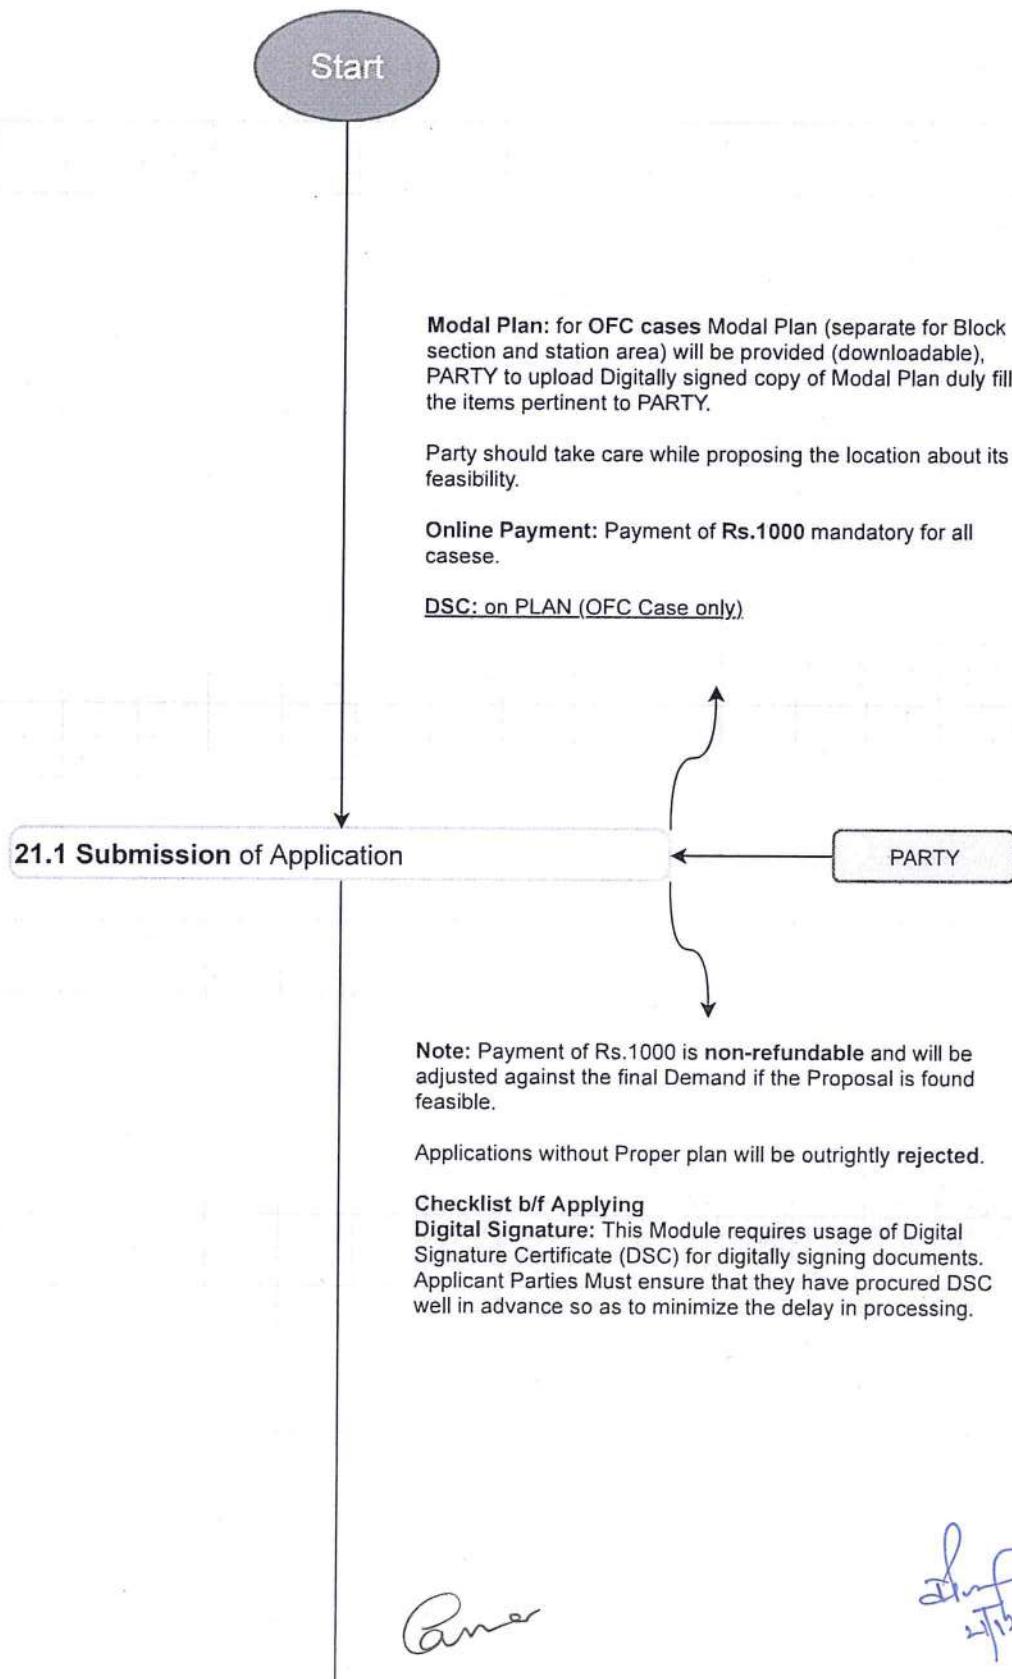 Start
Modal Plan: for OFC cases Modal Plan (separate for Block
section and station area) will be provided (downloadable),
PARTY to upload Digitally signed copy of Modal Plan duly fill
the items pertinent to PARTY.
Party should take care while proposing the location about its
feasibility.
Online Payment: Payment of Rs.1000 mandatory for all
casese.
DSC: on PLAN (OFC Case only)
21.1 Submission of Application
PARTY
Note: Payment of Rs.1000 is non-refundable and will be
adjusted against the final Demand if the Proposal is found
feasible.
Applications without Proper plan will be outrightly rejected.
Checklist b/f Applying
Digital Signature: This Module requires usage of Digital
Signature Certificate (DSC) for digitally signing documents.
Applicant Parties Must ensure that they have procured DSC
well in advance so as to minimize the delay in processing.